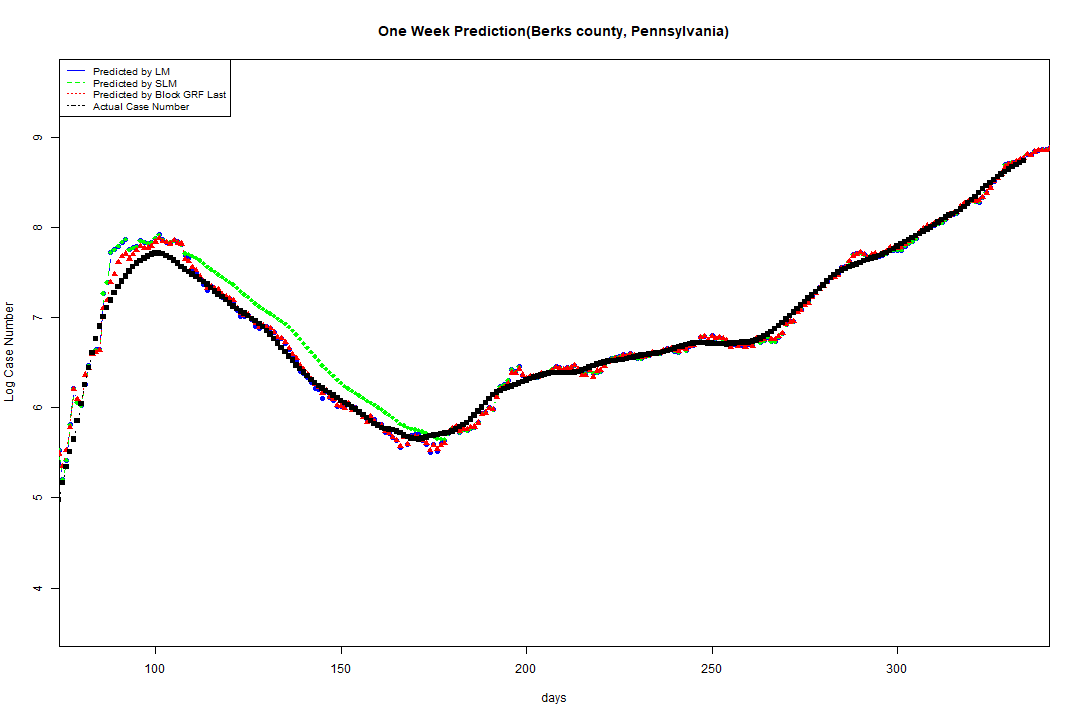 One Week Prediction(Berks county, Pennsylvania)
Predicted by LM
Predicted by SLM
Predicted by Block GRF Last
Actual Case Number
9
8
7
6
5
4
Log Case Number
100 150 200 250 300
days